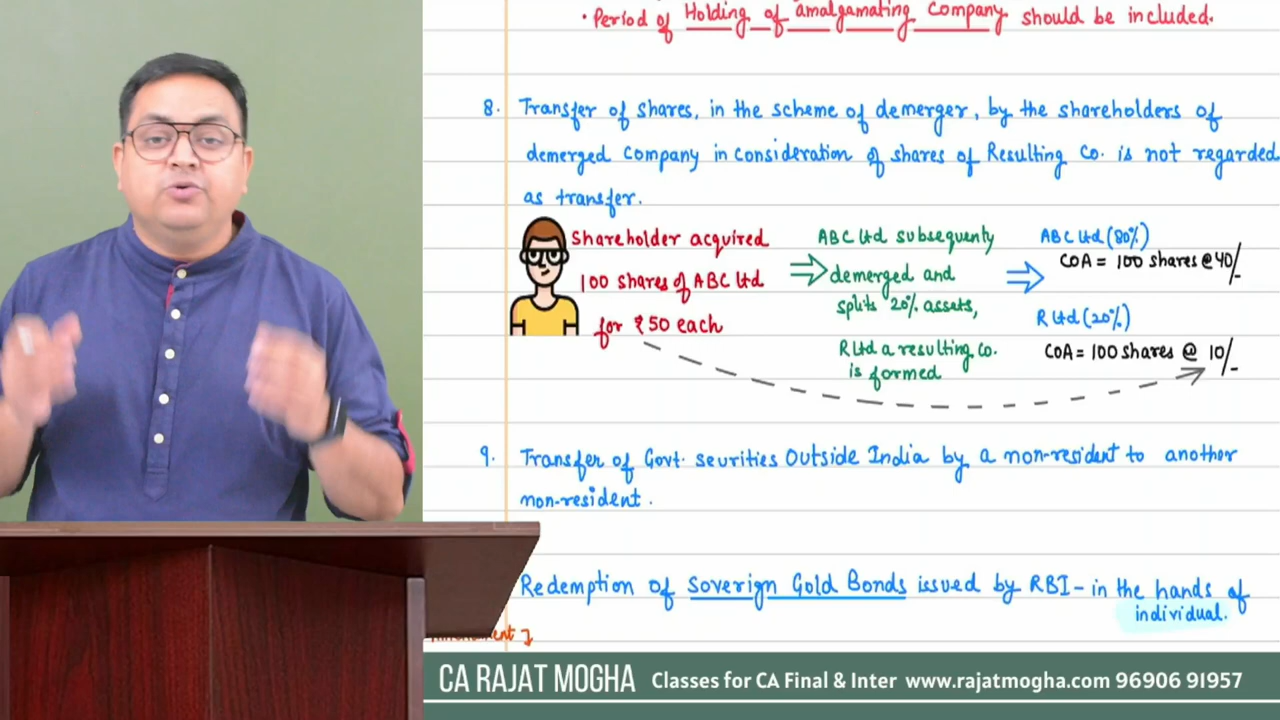 • Period of Holding of amalgamating Company should be included.
8. Transfer of shares, in the scheme of demerger, by the shareholders of
demerged Company in consideration of shares of Resulting Co. is not regarded
as transfer.
Shareholder acquired
100 shares of ABC Ltd
for ₹50 each
ABC Ltd subsequenty
demerged and
splits 20% assets,
R Ltd a resulting co.
is formed
ABC Ltd (80%)
COA = 100 shares @ 40/-
R Ltd (20%)
COA = 100 shares @ 10/-
9. Transfer of Govt. seurities Outside India by a non-resident to another
non-resident.
Redemption of Soverign Gold Bonds issued by RBI - in the hands of
individual.
CA RAJAT MOGHA Classes for CA Final & Inter www.rajatmogha.com 96906 91957